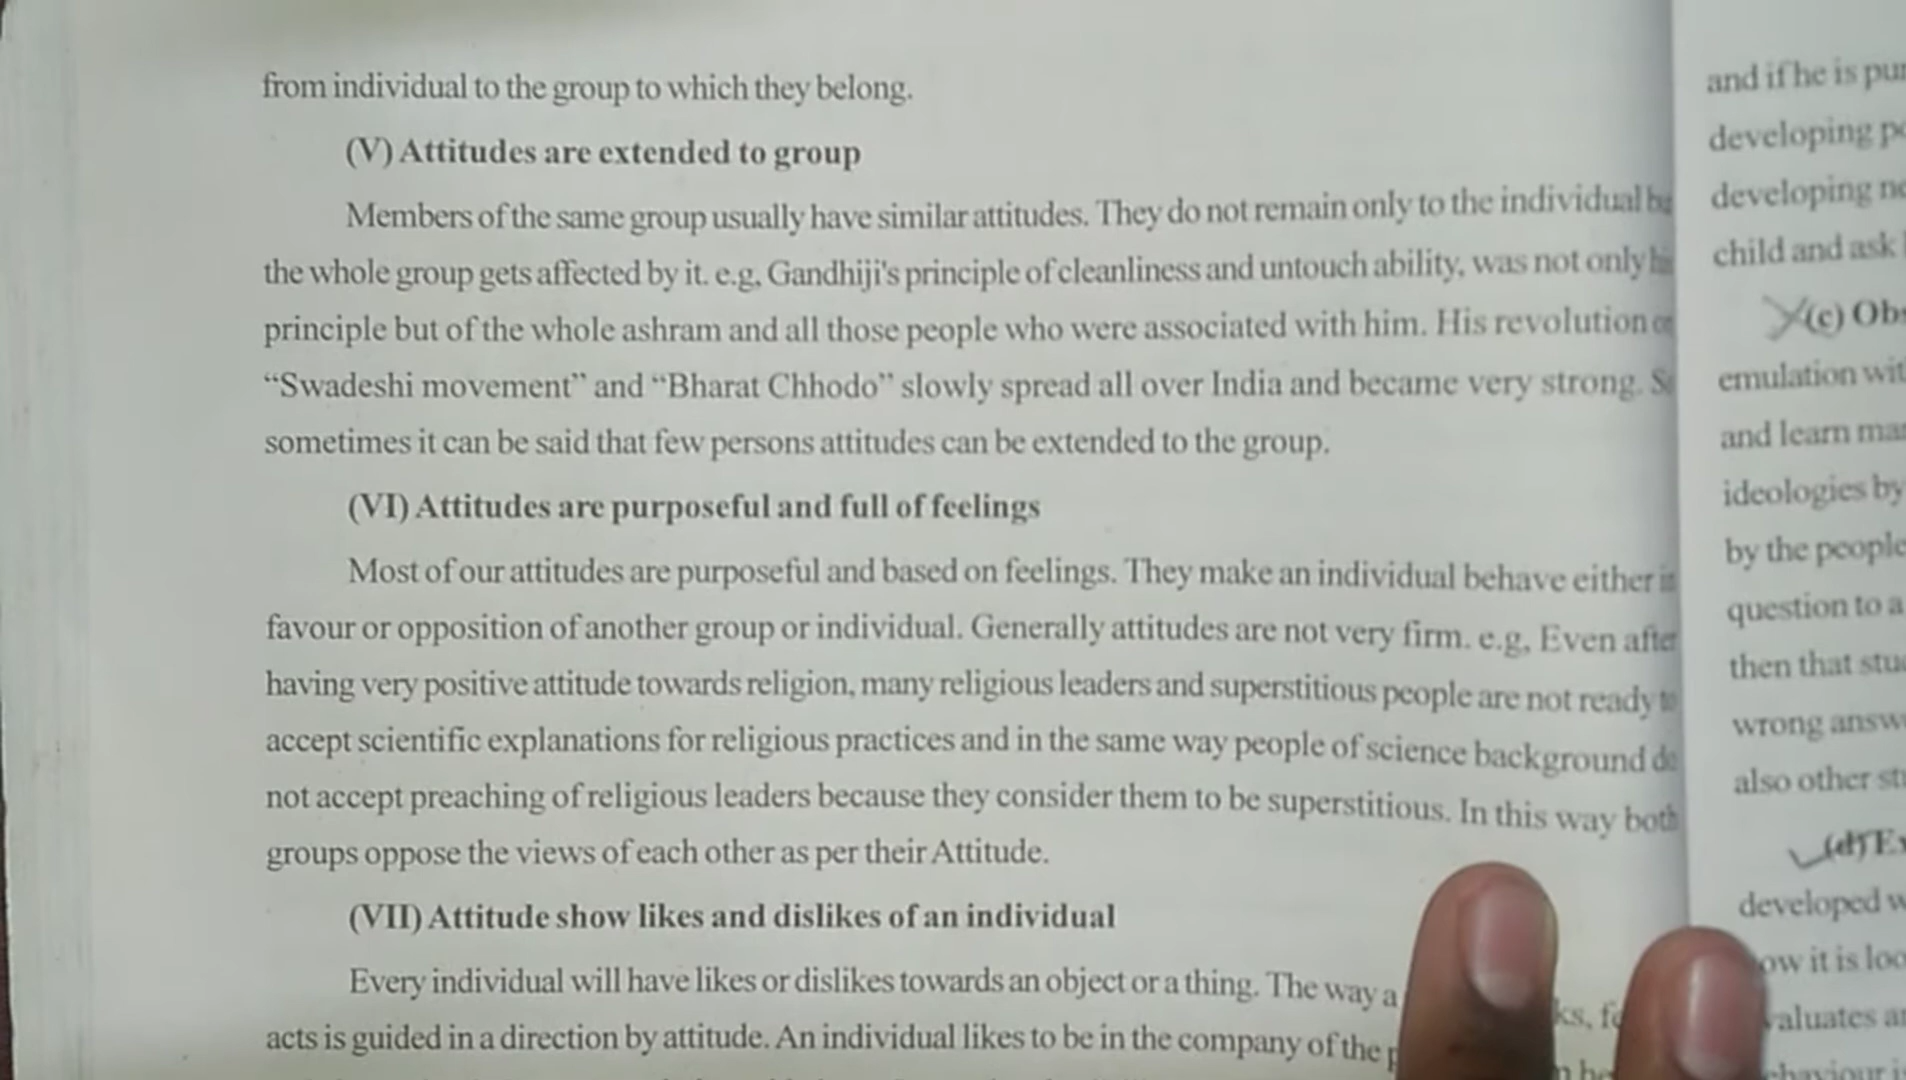 from individual to the group to which they belong.
(V) Attitudes are extended to group
Members of the same group usually have similar attitudes. They do not remain only to the individual
the whole group gets affected by it. e.g, Gandhiji's principle of cleanliness and untouch ability, was not only
principle but of the whole ashram and all those people who were associated with him. His revolution
“Swadeshi movement” and “Bharat Chhodo” slowly spread all over India and became very strong.
sometimes it can be said that few persons attitudes can be extended to the group.
(VI) Attitudes are purposeful and full of feelings
Most of our attitudes are purposeful and based on feelings. They make an individual behave either
favour or opposition of another group or individual. Generally attitudes are not very firm. e.g, Even after
having very positive attitude towards religion, many religious leaders and superstitious people are not ready
accept scientific explanations for religious practices and in the same way people of science background
not accept preaching of religious leaders because they consider them to be superstitious. In this way both
groups oppose the views of each other as per their Attitude.
(VII) Attitude show likes and dislikes of an individual
Every individual will have likes or dislikes towards an object or a thing. The way a
acts is guided in a direction by attitude. An individual likes to be in the company of the
and if he is
developing
developing
child and ask
(c)
emulation
and learn
ideologies by
by the people
question to a
then that
wrong
also other
(d)
developed
it is